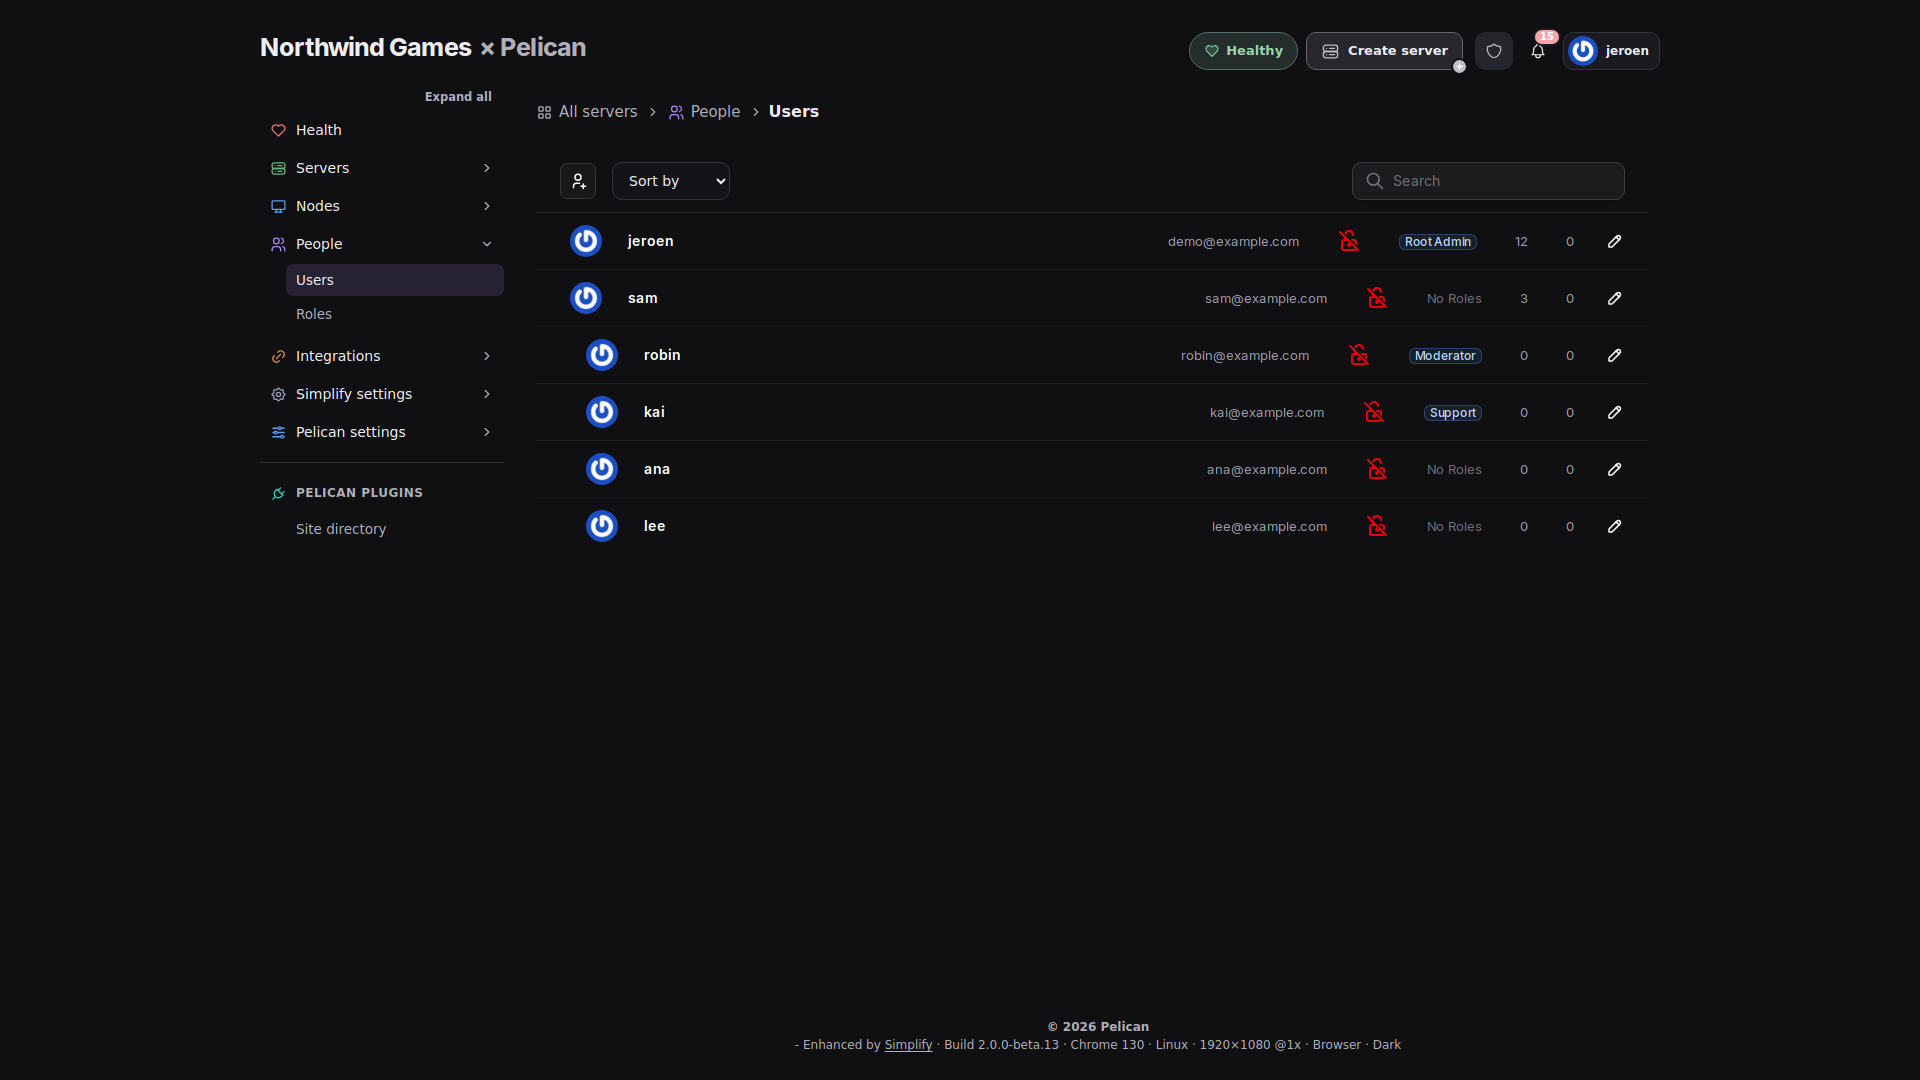 Northwind Games × Pelican
Healthy
Create server
15
jeroen
Expand all
Health
Servers
Nodes
People
Users
Roles
Integrations
Simplify settings
Pelican settings
PELICAN PLUGINS
Site directory
All servers > People > Users
Sort by
Search
jeroen demo@example.com Root Admin 12 0
sam sam@example.com No Roles 3 0
robin robin@example.com Moderator 0 0
kai kai@example.com Support 0 0
ana ana@example.com No Roles 0 0
lee lee@example.com No Roles 0 0
© 2026 Pelican
- Enhanced by Simplify · Build 2.0.0-beta.13 · Chrome 130 · Linux · 1920×1080 @1x · Browser · Dark